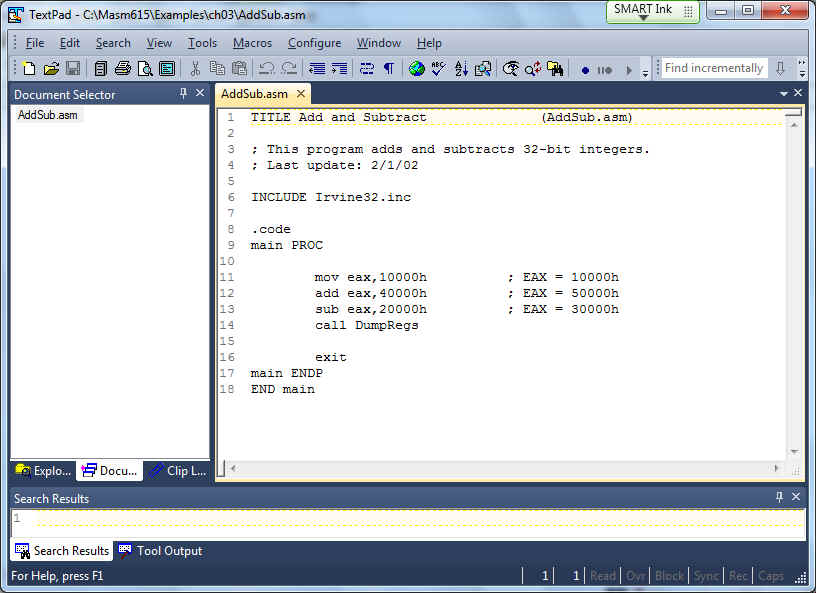 TextPad - C:\Masm615\Examples\ch03\AddSub.asm
SMART Ink
File Edit Search View Tools Macros Configure Window Help
Find incrementally
Document Selector
AddSub.asm
AddSub.asm
1 TITLE Add and Subtract (AddSub.asm)
2
3 ; This program adds and subtracts 32-bit integers.
4 ; Last update: 2/1/02
5
6 INCLUDE Irvine32.inc
7
8 .code
9 main PROC
10
11 mov eax,10000h ; EAX = 10000h
12 add eax,40000h ; EAX = 50000h
13 sub eax,20000h ; EAX = 30000h
14 call DumpRegs
15
16 exit
17 main ENDP
18 END main
Explo... Docu... Clip L...
Search Results
1
Search Results Tool Output
For Help, press F1 1 1 Read Ovr Block Sync Rec Caps